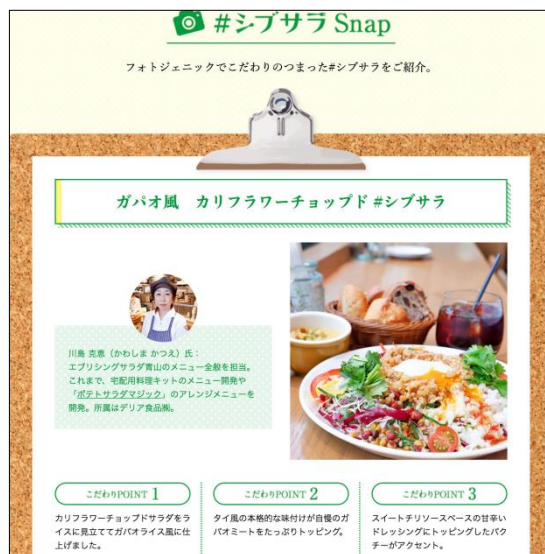 #シブサラ Snap
フォトジェニックでこだわりのつまった#シブサラをご紹介。
ガパオ風　カリフラワーチョップド #シブサラ
川島 克恵（かわしま かつえ）氏：
エブリシングサラダ青山のメニュー全般を担当。
これまで、宅配用料理キットのメニュー開発や
「ポテトサラダマジック」のアレンジメニューを
開発。所属はデリア食品㈱。
こだわりPOINT 1
カリフラワーチョップドサラダをラ
イスに見立ててガパオライス風に仕
上げました。
こだわりPOINT 2
タイ風の本格的な味付けが自慢のガ
パオミートをたっぷりトッピング。
こだわりPOINT 3
スイートチリソースベースの甘辛い
ドレッシングにトッピングしたパク
チーがアクセント。